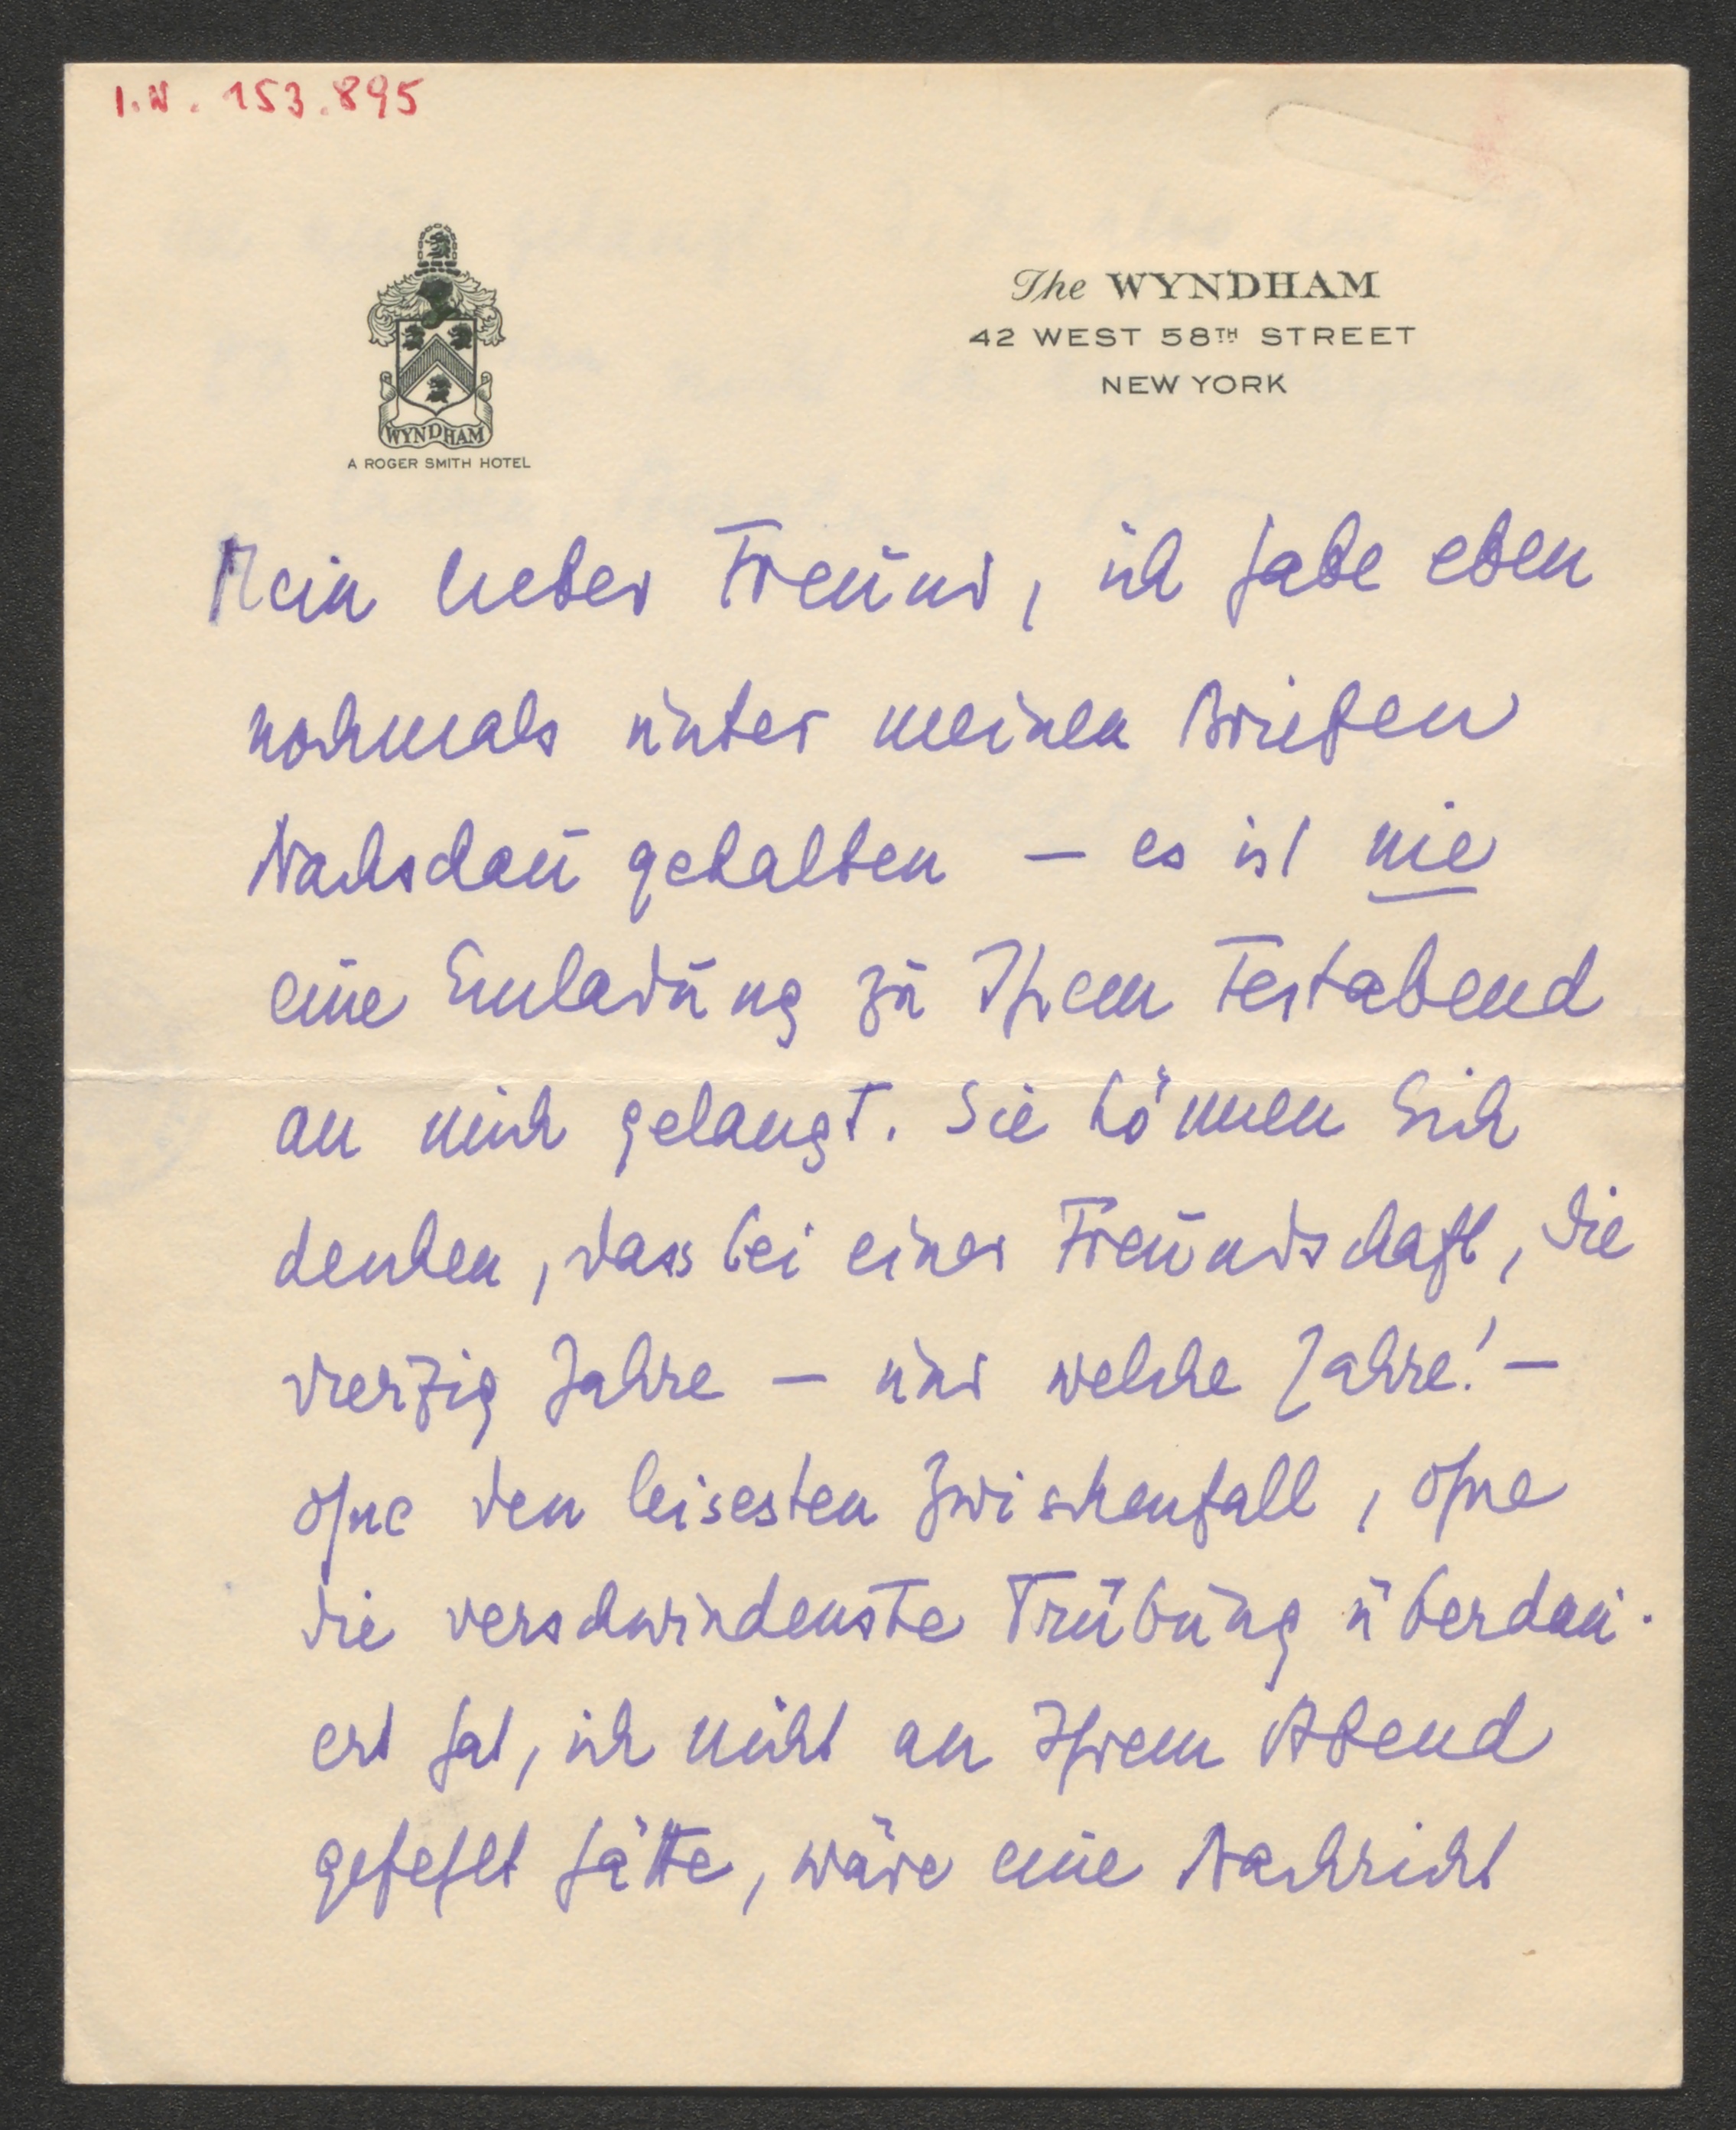 I.N. 153.895
The WYNDHAM
42 WEST 58TH STREET
NEW YORK
WYNDHAM
A ROGER SMITH HOTEL
Mein lieber Freund, ich habe eben
nochmals unter meinen Briefen
Nachschau gehalten — es ist nie
eine Einladung zu Ihrem Festabend
an mich gelangt. Sie können Sich
denken, dass bei einer Freundschaft, die
vierzig Jahre — und welche Jahre! —
ohne den leisesten Zwischenfall, ohne
die verschwindenste Trübung überdau-
ert hat, ich nicht an Ihrem Abend
gefehlt hätte, wäre eine Nachricht